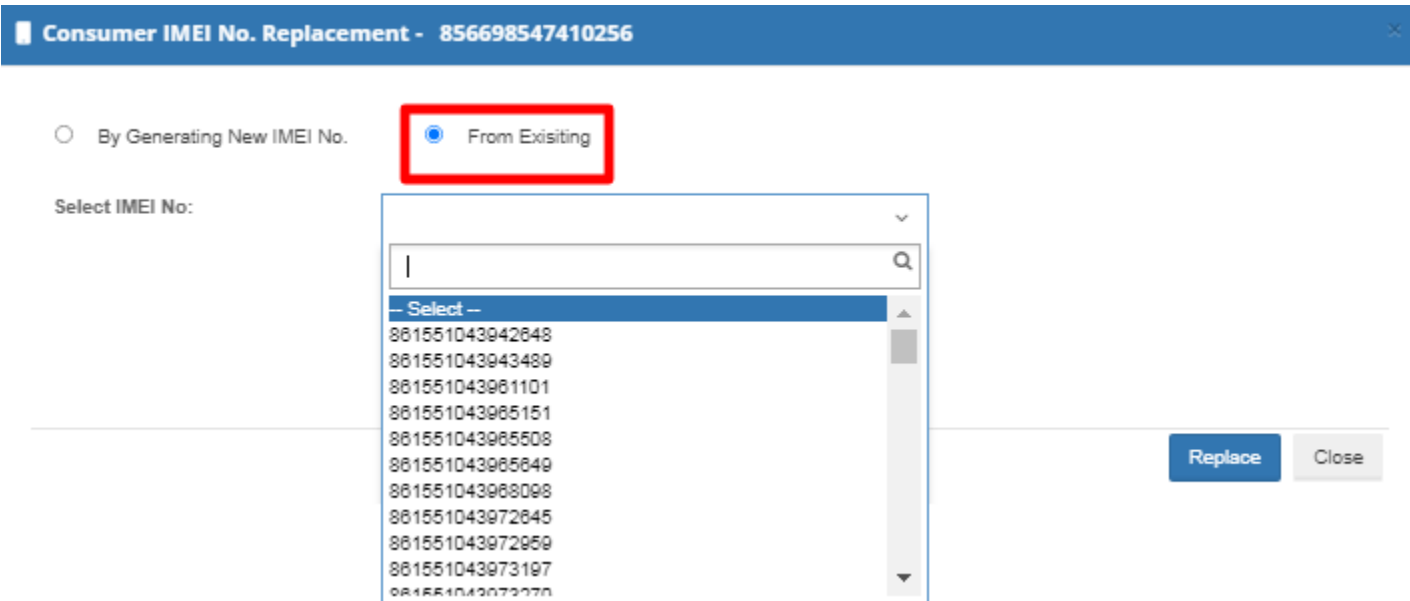 Consumer IMEI No. Replacement - 856698547410256
By Generating New IMEI No. From Exisiting
Select IMEI No:
-- Select --
861551043942648
861551043943489
861551043961101
861551043965151
861551043965508
861551043965649
861551043968098
861551043972645
861551043972959
861551043973197
861551043973270
Replace Close